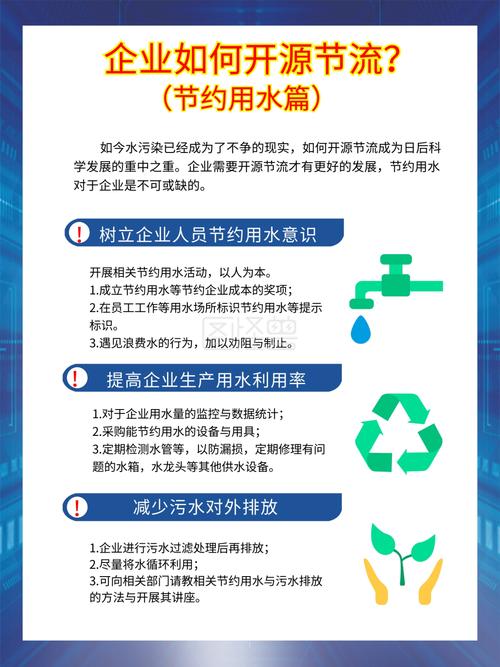 企业如何开源节流？
（节约用水篇）
如今水污染已经成为了不争的现实，如何开源节流成为日后科
学发展的重中之重。企业需要开源节流才有更好的发展，节约用水
对于企业是不可或缺的。
！ 树立企业人员节约用水意识
开展相关节约用水活动，以人为本。
1.成立节约用水等节约企业成本的奖项；
2.在员工工作等用水场所标识节约用水等提示
标识。
3.遇见浪费水的行为，加以劝阻与制止。
！ 提高企业生产用水利用率
1.对于企业用水量的监控与数据统计；
2.采购能节约用水的设备与用具；
3.定期检测水管等，以防漏损，定期修理有问
题的水箱，水龙头等其他供水设备。
！ 减少污水对外排放
1.企业进行污水过滤处理后再排放；
2.尽量将水循环利用；
3.可向相关部门请教相关节约用水与污水排放
的方法与开展其讲座。